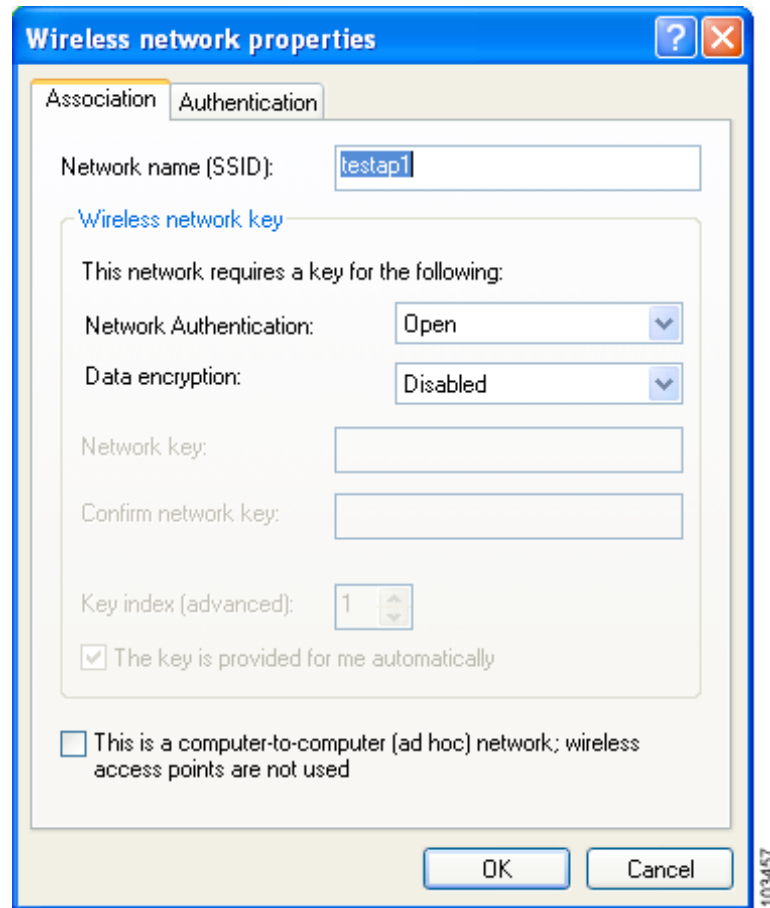 Wireless network properties
Association
Authentication
Network name (SSID):
testap1
Wireless network key
This network requires a key for the following:
Network Authentication:
Open
Data encryption:
Disabled
Network key:
Confirm network key:
Key index (advanced):
1
The key is provided for me automatically
This is a computer-to-computer (ad hoc) network; wireless
access points are not used
OK
Cancel
103457